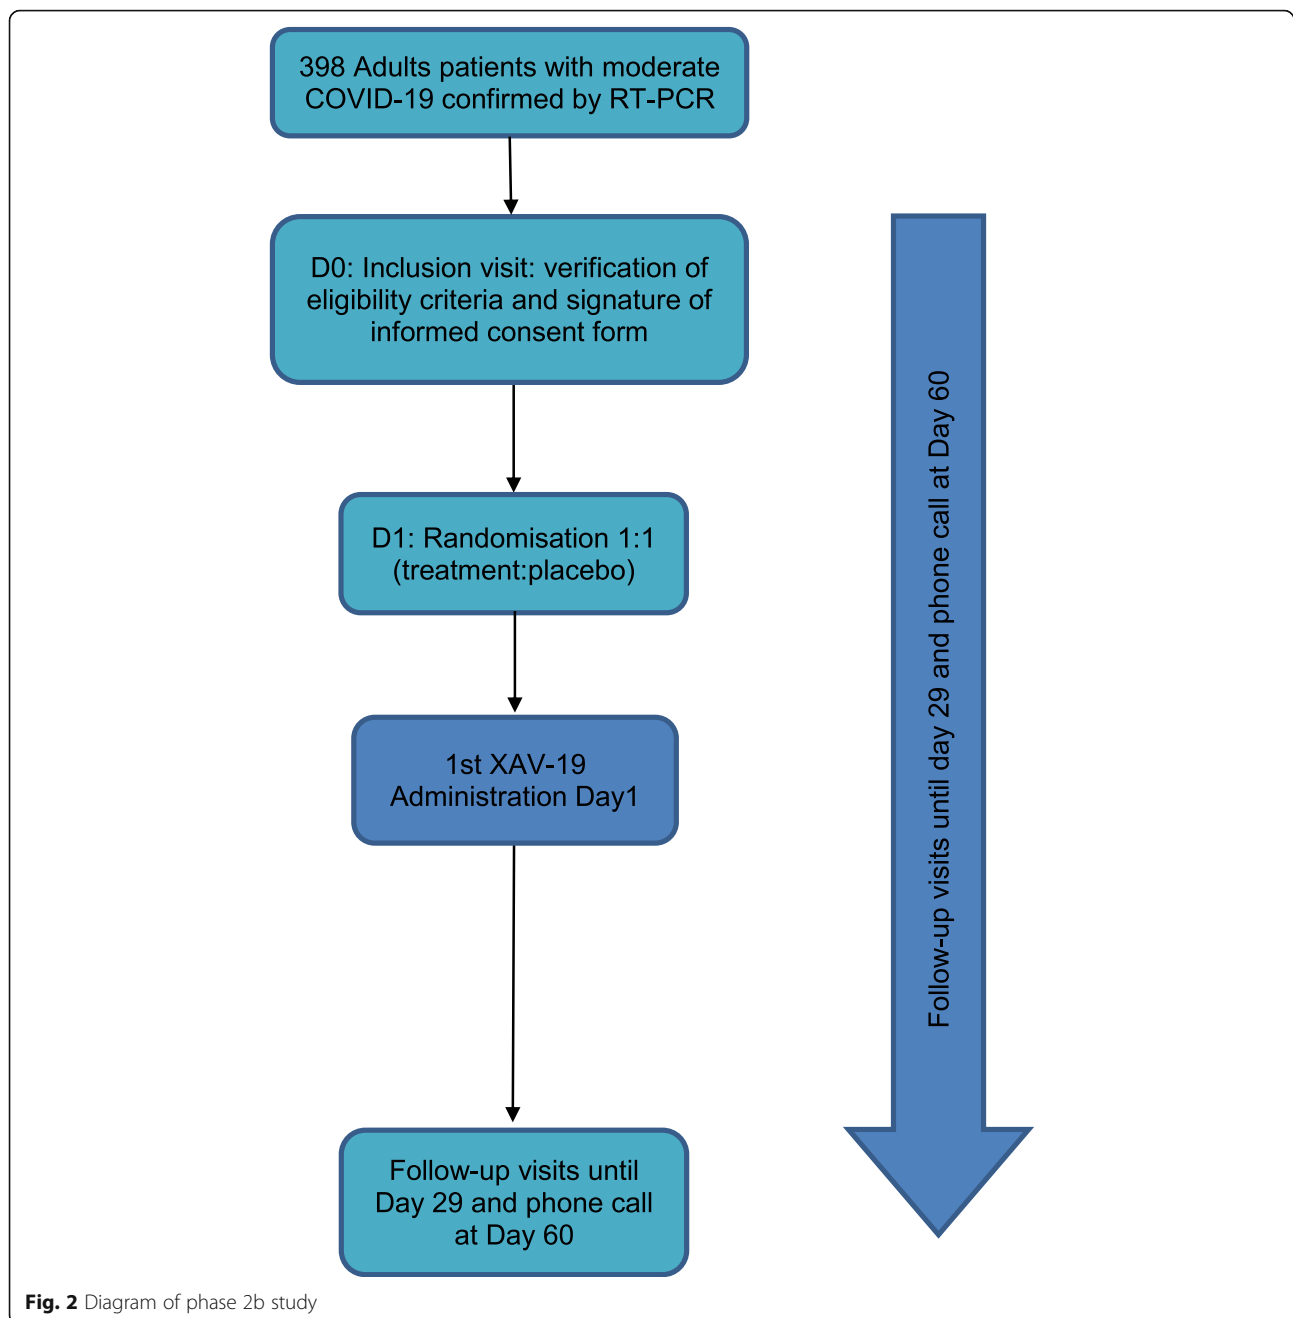 398 Adults patients with moderate
COVID-19 confirmed by RT-PCR
D0: Inclusion visit: verification of
eligibility criteria and signature of
informed consent form
D1: Randomisation 1:1
(treatment:placebo)
1st XAV-19
Administration Day1
Follow-up visits until
Day 29 and phone call
at Day 60
Follow-up visits until day 29 and phone call at Day 60
Fig. 2 Diagram of phase 2b study